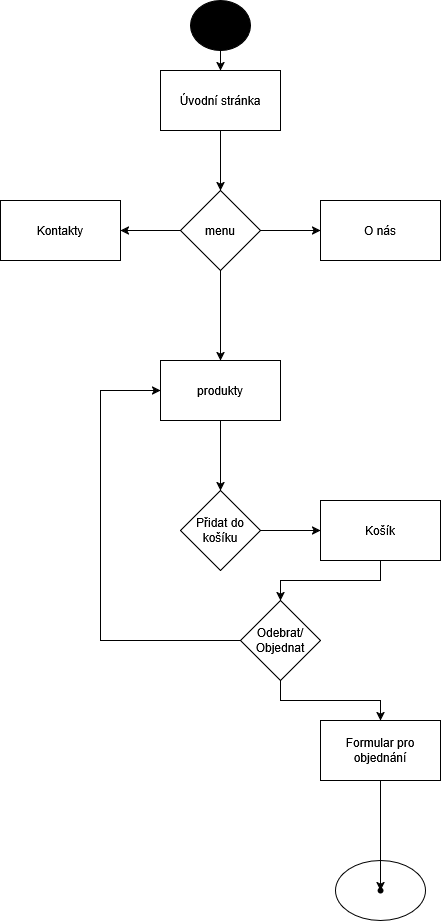 Úvodní stránka
Kontakty
menu
O nás
produkty
Přidat do
košíku
Košík
Odebrat/
Objednat
Formular pro
objednání